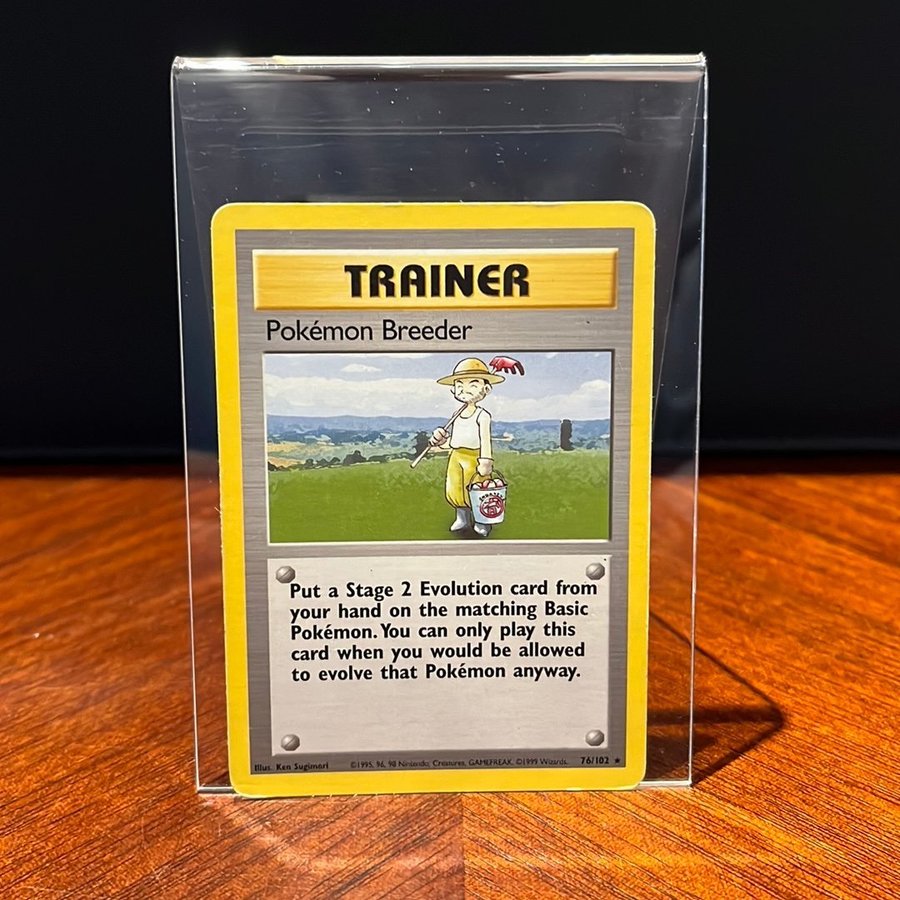 TRAINER
Pokémon Breeder
Put a Stage 2 Evolution card from
your hand on the matching Basic
Pokémon. You can only play this
card when you would be allowed
to evolve that Pokémon anyway.
Illus. Ken Sugimori ©1995, 96, 98 Nintendo, Creatures, GAMEFREAK. ©1999 Wizards. 76/102 ★